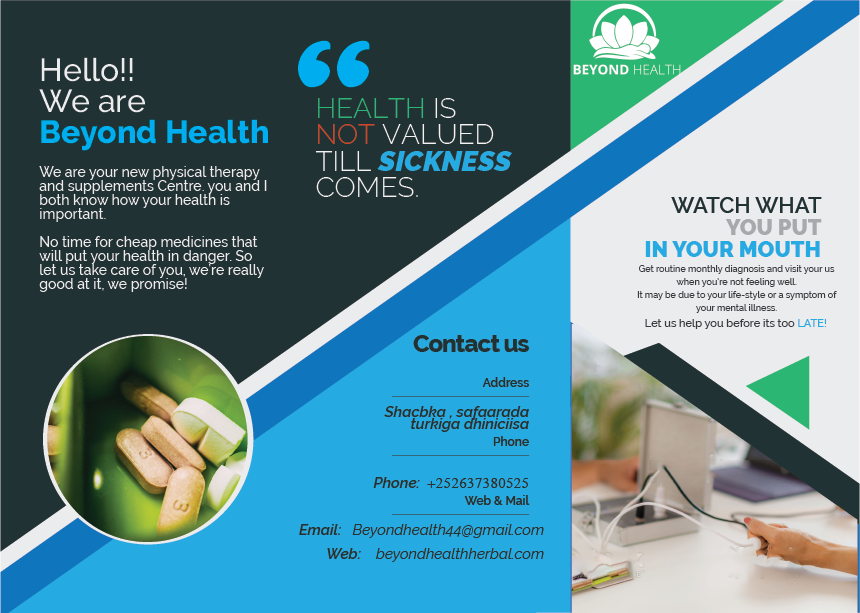 Hello!!
We are
Beyond Health
We are your new physical therapy
and supplements Centre. you and I
both know how your health is
important.
No time for cheap medicines that
will put your health in danger. So
let us take care of you, we're really
good at it, we promise!
3
3
“
HEALTH IS
NOT VALUED
TILL SICKNESS
COMES.
Contact us
Address
Shacbka , safaarada
turkiga dhiniciisa
Phone
Phone: +252637380525
Web & Mail
Email: Beyondhealth44@gmail.com
Web: beyondhealthherbal.com
BEYOND HEALTH
WATCH WHAT
YOU PUT
IN YOUR MOUTH
Get routine monthly diagnosis and visit your us
when you're not feeling well.
It may be due to your life-style or a symptom of
your mental illness.
Let us help you before its too LATE!